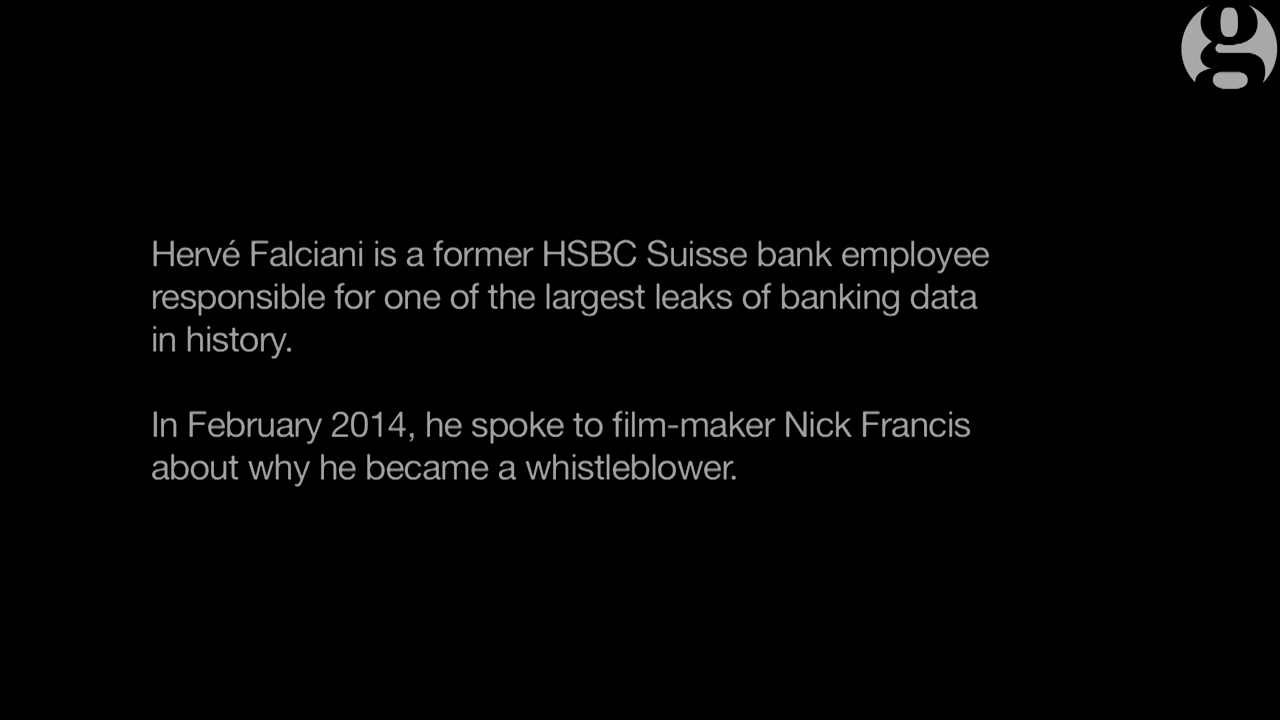 g
Hervé Falciani is a former HSBC Suisse bank employee
responsible for one of the largest leaks of banking data
in history.
In February 2014, he spoke to film-maker Nick Francis
about why he became a whistleblower.